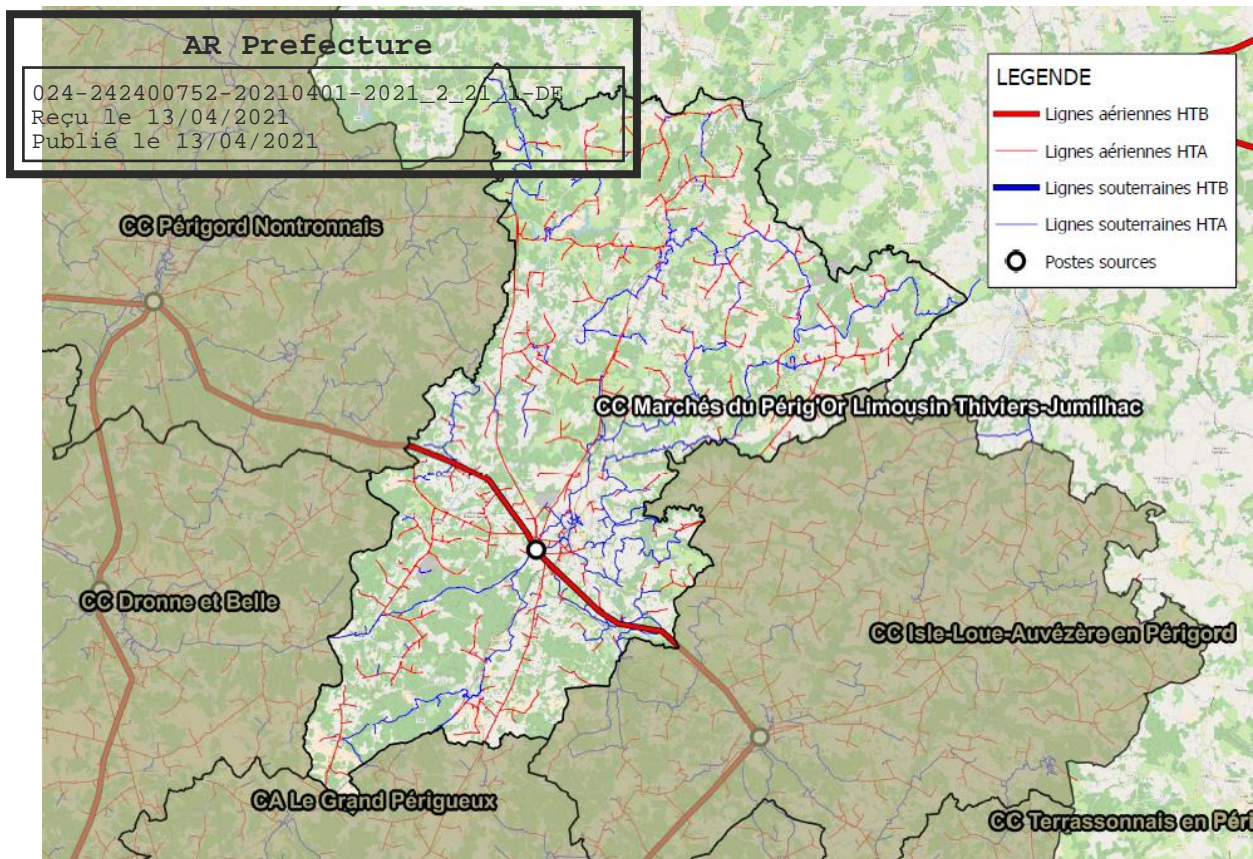 AR Prefecture
024-242400752-20210401-2021_2_21_1-DE
Reçu le 13/04/2021
Publié le 13/04/2021
LEGENDE
Lignes aériennes HTB
Lignes aériennes HTA
Lignes souterraines HTB
Lignes souterraines HTA
Postes sources
CC Périgord Nontronnais
CC Marchés du Périg'Or Limousin Thiviers-Jumilhac
CC Dronne et Belle
CC Isle-Loue-Auvézère en Périgord
CA Le Grand Périgueux
CC Terrassonnais en Péri